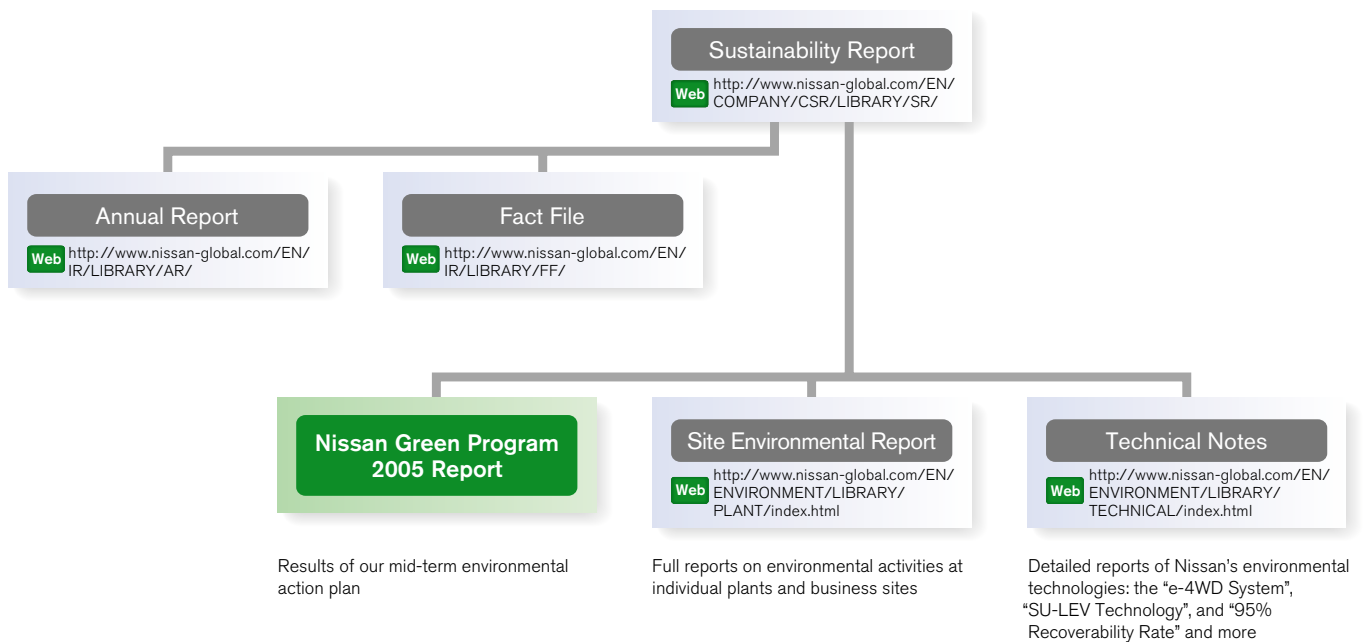 Sustainability Report
Web
http://www.nissan-global.com/EN/
COMPANY/CSR/LIBRARY/SR/
Annual Report
Web
http://www.nissan-global.com/EN/
IR/LIBRARY/AR/
Fact File
Web
http://www.nissan-global.com/EN/
IR/LIBRARY/FF/
Nissan Green Program
2005 Report
Results of our mid-term environmental
action plan
Site Environmental Report
Web
http://www.nissan-global.com/EN/
ENVIRONMENT/LIBRARY/
PLANT/index.html
Full reports on environmental activities at
individual plants and business sites
Technical Notes
Web
http://www.nissan-global.com/EN/
ENVIRONMENT/LIBRARY/
TECHNICAL/index.html
Detailed reports of Nissan’s environmental
technologies: the “e-4WD System”,
“SU-LEV Technology”, and “95%
Recoverability Rate” and more